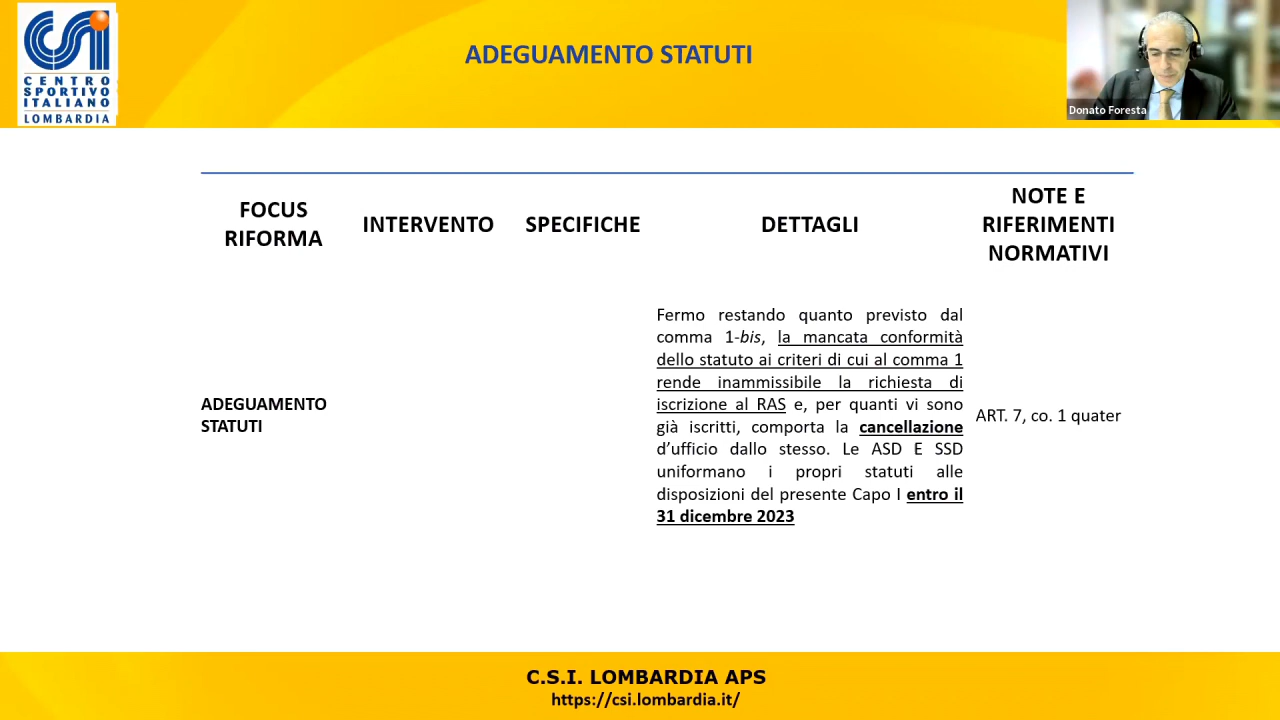 CENTRO
SPORTIVO
ITALIANO
LOMBARDIA
ADEGUAMENTO STATUTI
Donato Foresta
FOCUS
RIFORMA
INTERVENTO
SPECIFICHE
DETTAGLI
NOTE E
RIFERIMENTI
NORMATIVI
ADEGUAMENTO
STATUTI
Fermo restando quanto previsto dal
comma 1-bis, la mancata conformità
dello statuto ai criteri di cui al comma 1
rende inammissibile la richiesta di
iscrizione al RAS e, per quanti vi sono
già iscritti, comporta la cancellazione
d’ufficio dallo stesso. Le ASD E SSD
uniformano i propri statuti alle
disposizioni del presente Capo I entro il
31 dicembre 2023
ART. 7, co. 1 quater
C.S.I. LOMBARDIA APS
https://csi.lombardia.it/